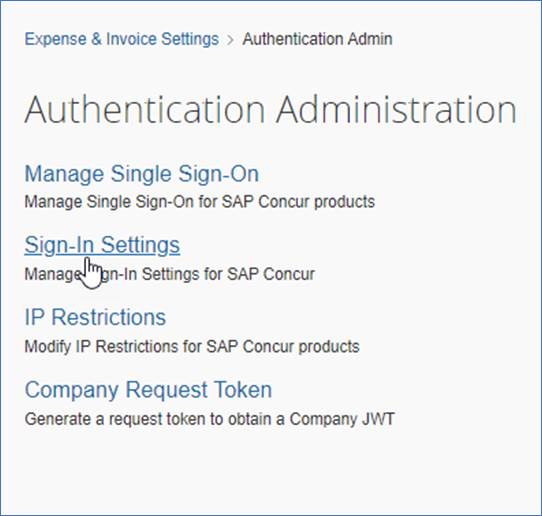 Expense & Invoice Settings > Authentication Admin
Authentication Administration
Manage Single Sign-On
Manage Single Sign-On for SAP Concur products
Sign-In Settings
Manage Sign-In Settings for SAP Concur
IP Restrictions
Modify IP Restrictions for SAP Concur products
Company Request Token
Generate a request token to obtain a Company JWT